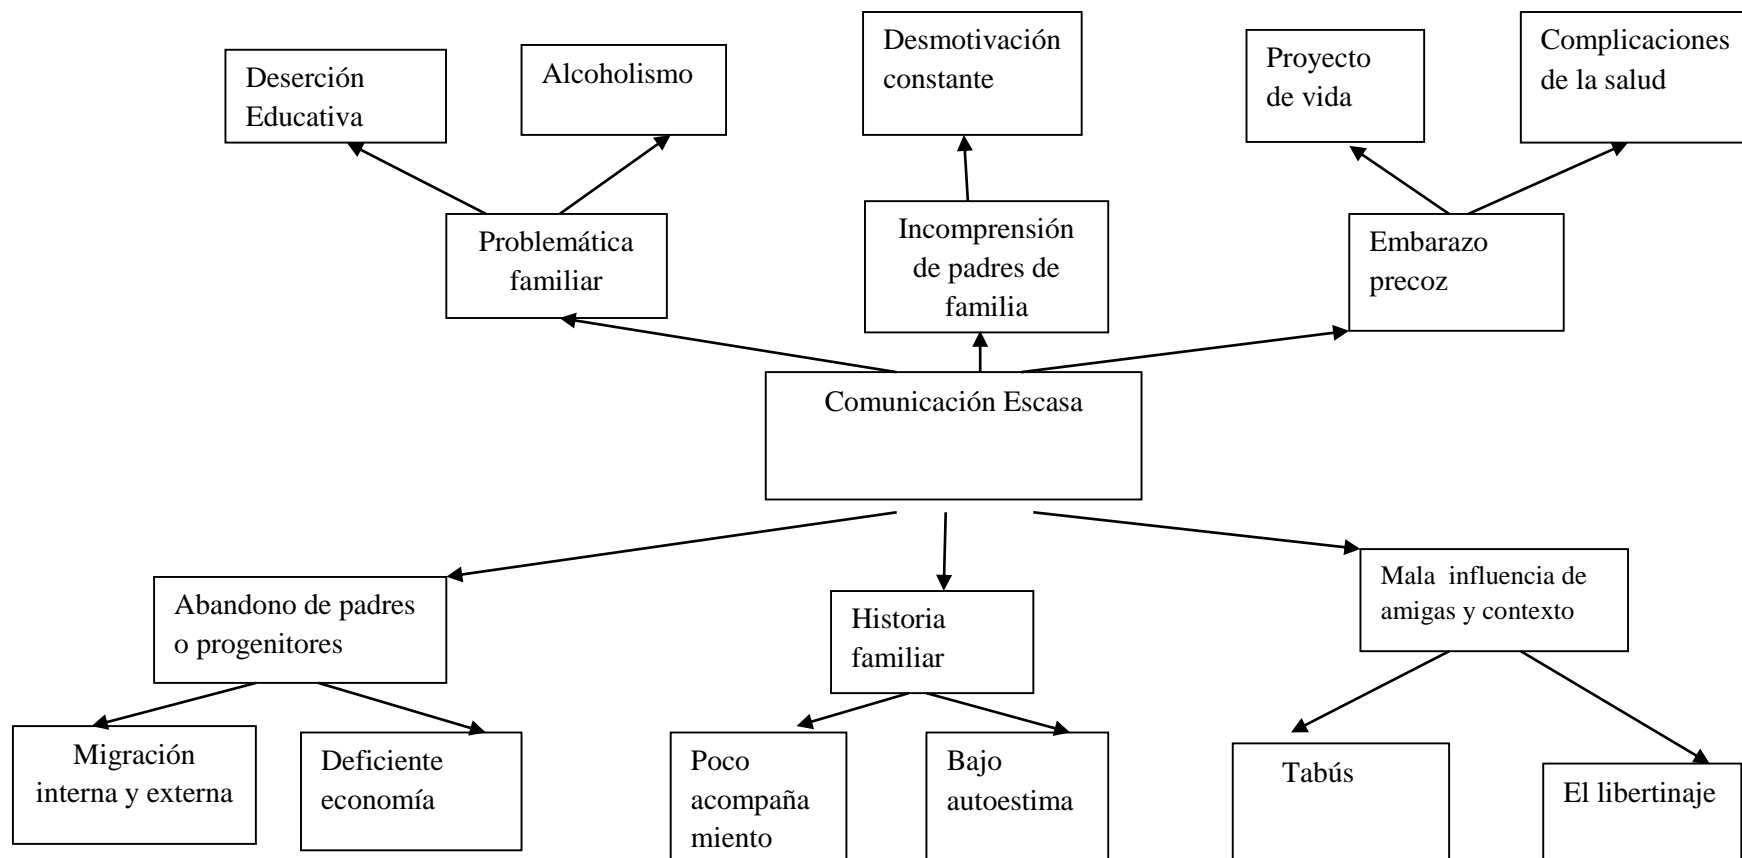 Deserción
Educativa
Alcoholismo
Desmotivación
constante
Proyecto
de vida
Complicaciones
de la salud
Problemática
familiar
Incomprensión
de padres de
familia
Embarazo
precoz
Comunicación Escasa
Abandono de padres
o progenitores
Historia
familiar
Mala influencia de
amigas y contexto
Migración
interna y externa
Deficiente
economía
Poco
acompaña
miento
Bajo
autoestima
Tabús
El libertinaje